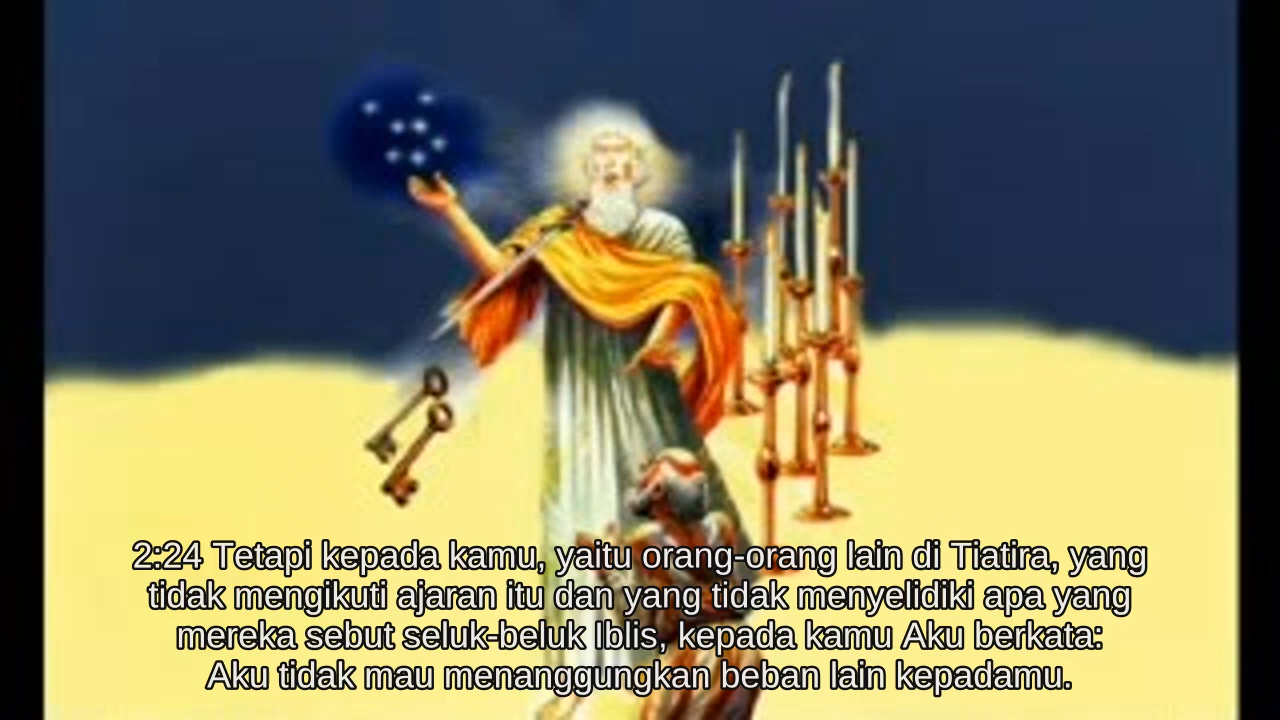 2:24 Tetapi kepada kamu, yaitu orang-orang lain di Tiatira, yang
tidak mengikuti ajaran itu dan yang tidak menyelidiki apa yang
mereka sebut seluk-beluk Iblis, kepada kamu Aku berkata:
Aku tidak mau menanggungkan beban lain kepadamu.